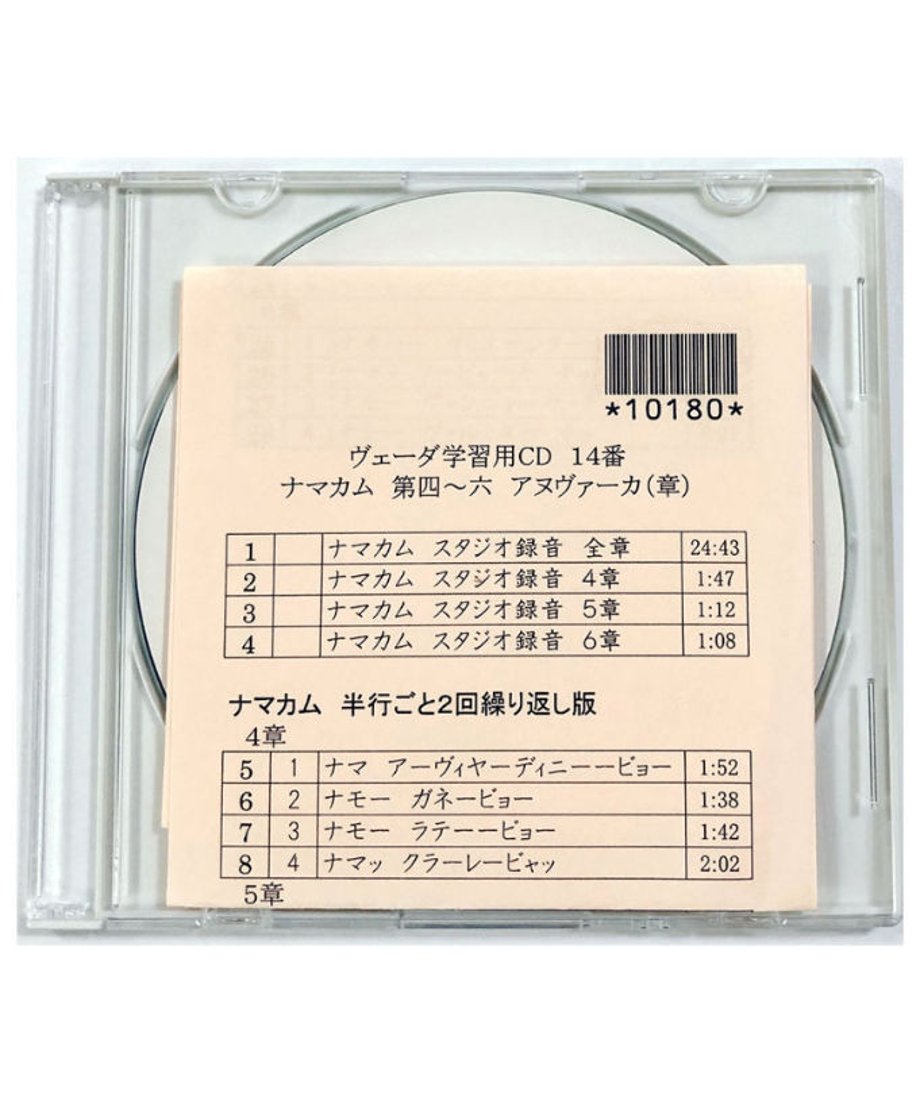 *10180*
ヴェーダ学習用CD 14番
ナマカム 第四～六 アヌヴァーカ（章）
1 ナマカム スタジオ録音 全章 24:43
2 ナマカム スタジオ録音 4章 1:47
3 ナマカム スタジオ録音 5章 1:12
4 ナマカム スタジオ録音 6章 1:08
ナマカム 半行ごと2回繰り返し版
4章
5 1 ナマ アーヴィヤーディニーービョー 1:52
6 2 ナモー ガネービョー 1:38
7 3 ナモー ラテーービョー 1:42
8 4 ナマッ クラーレービャッ 2:02
5章